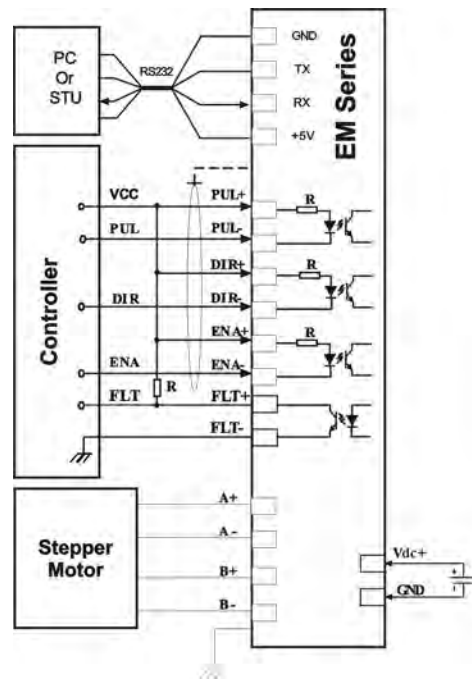 PC
Or
STU
RS232
GND
TX
RX
+5V
EM Series
Controller
VCC
PUL+
R
PUL
PUL-
DIR+
R
DIR
DIR-
ENA+
R
ENA
ENA-
R
FLT
FLT+
FLT-
Stepper
Motor
A+
A-
B+
B-
Vdc+
+
-
GND